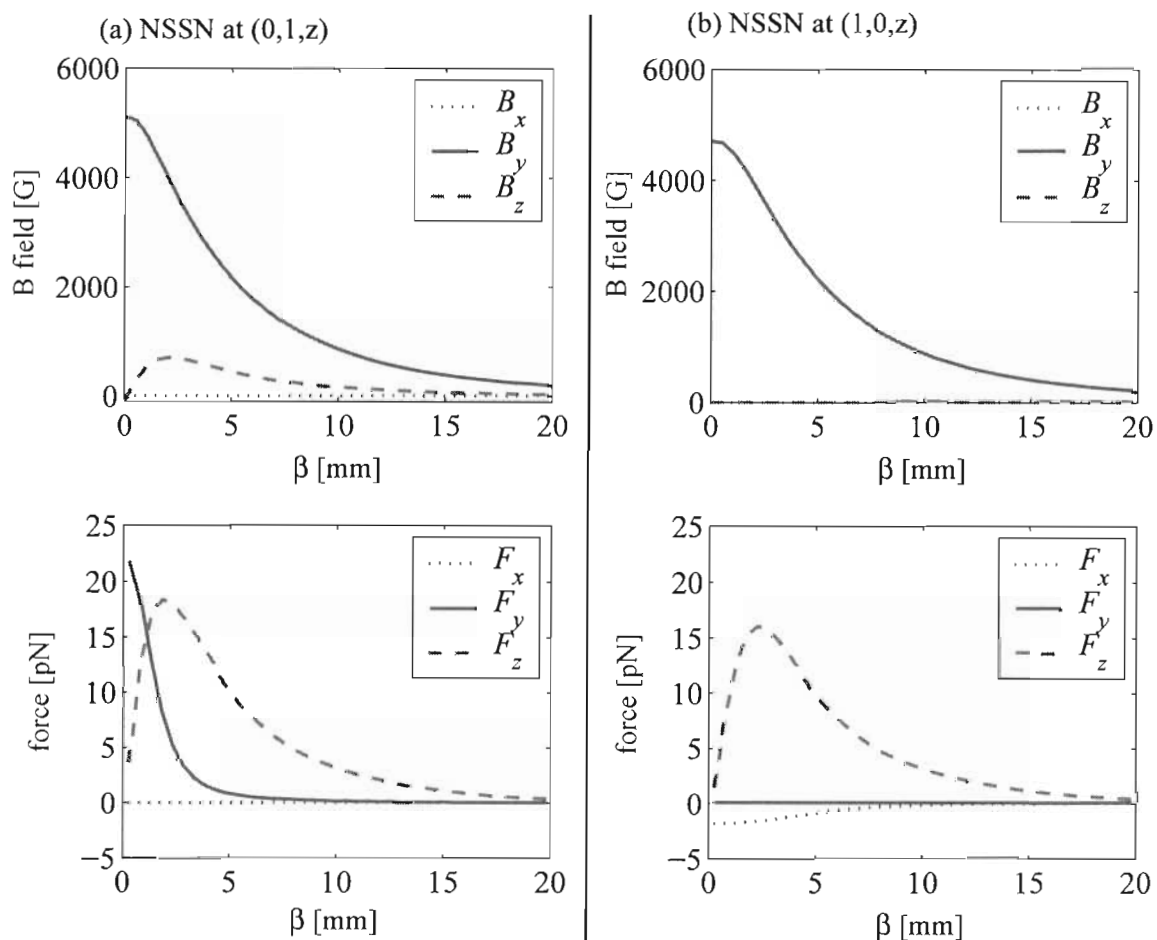 (a) NSSN at (0,1,z)
6000
4000
2000
0
B field [G]
B_x
B_y
B_z
0 5 10 15 20
β [mm]
25
20
15
10
5
0
−5
force [pN]
F_x
F_y
F_z
0 5 10 15 20
β [mm]
(b) NSSN at (1,0,z)
6000
4000
2000
0
B field [G]
B_x
B_y
B_z
0 5 10 15 20
β [mm]
25
20
15
10
5
0
−5
force [pN]
F_x
F_y
F_z
0 5 10 15 20
β [mm]